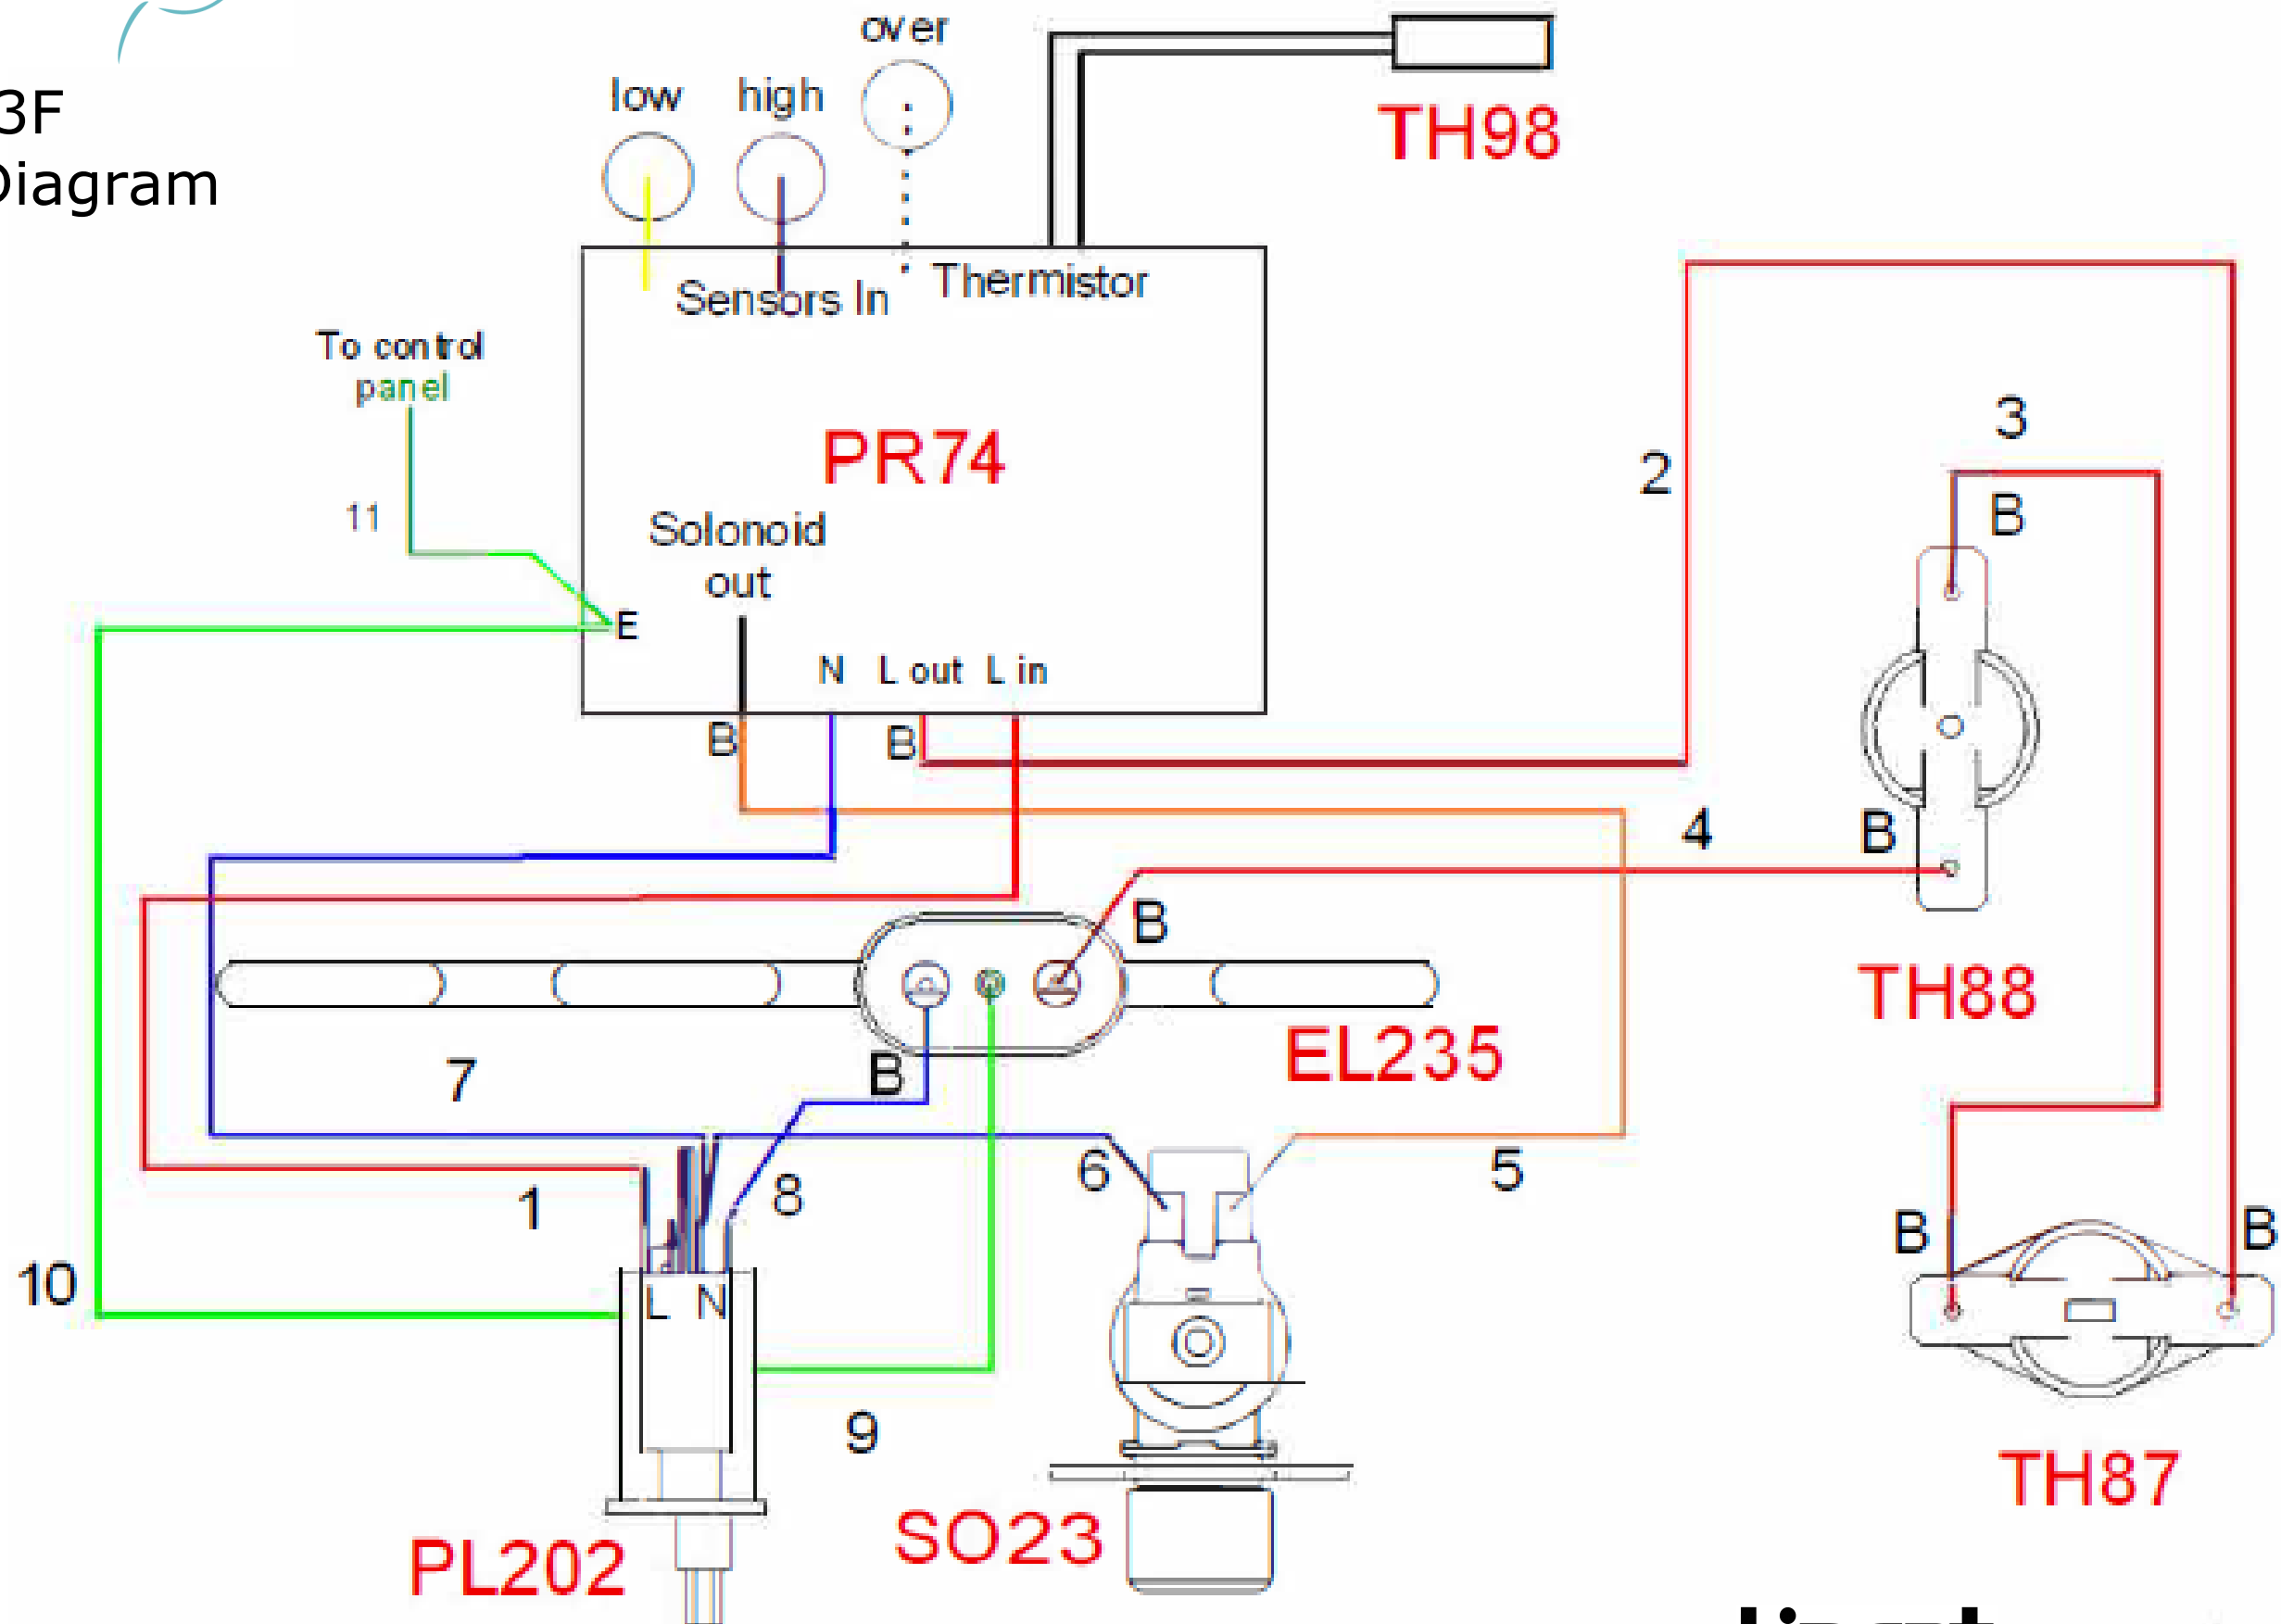 3F
Diagram
over
low
high
TH98
Sensors In
Thermistor
To control
panel
PR74
11
Solonoid
out
E
N
L out
L in
B
B
2
3
B
4
B
TH88
B
EL235
B
7
1
8
6
5
10
L
N
9
B
B
TH87
SO23
PL202